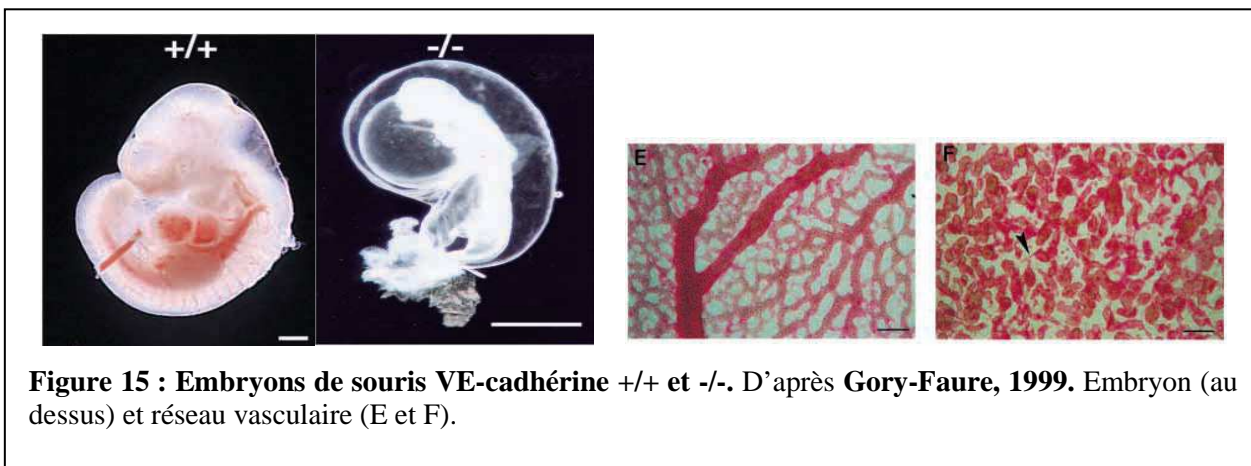 +/+
-/-
E
F
Figure 15 : Embryons de souris VE-cadhérine +/+ et -/-. D’après Gory-Faure, 1999. Embryon (au
dessus) et réseau vasculaire (E et F).